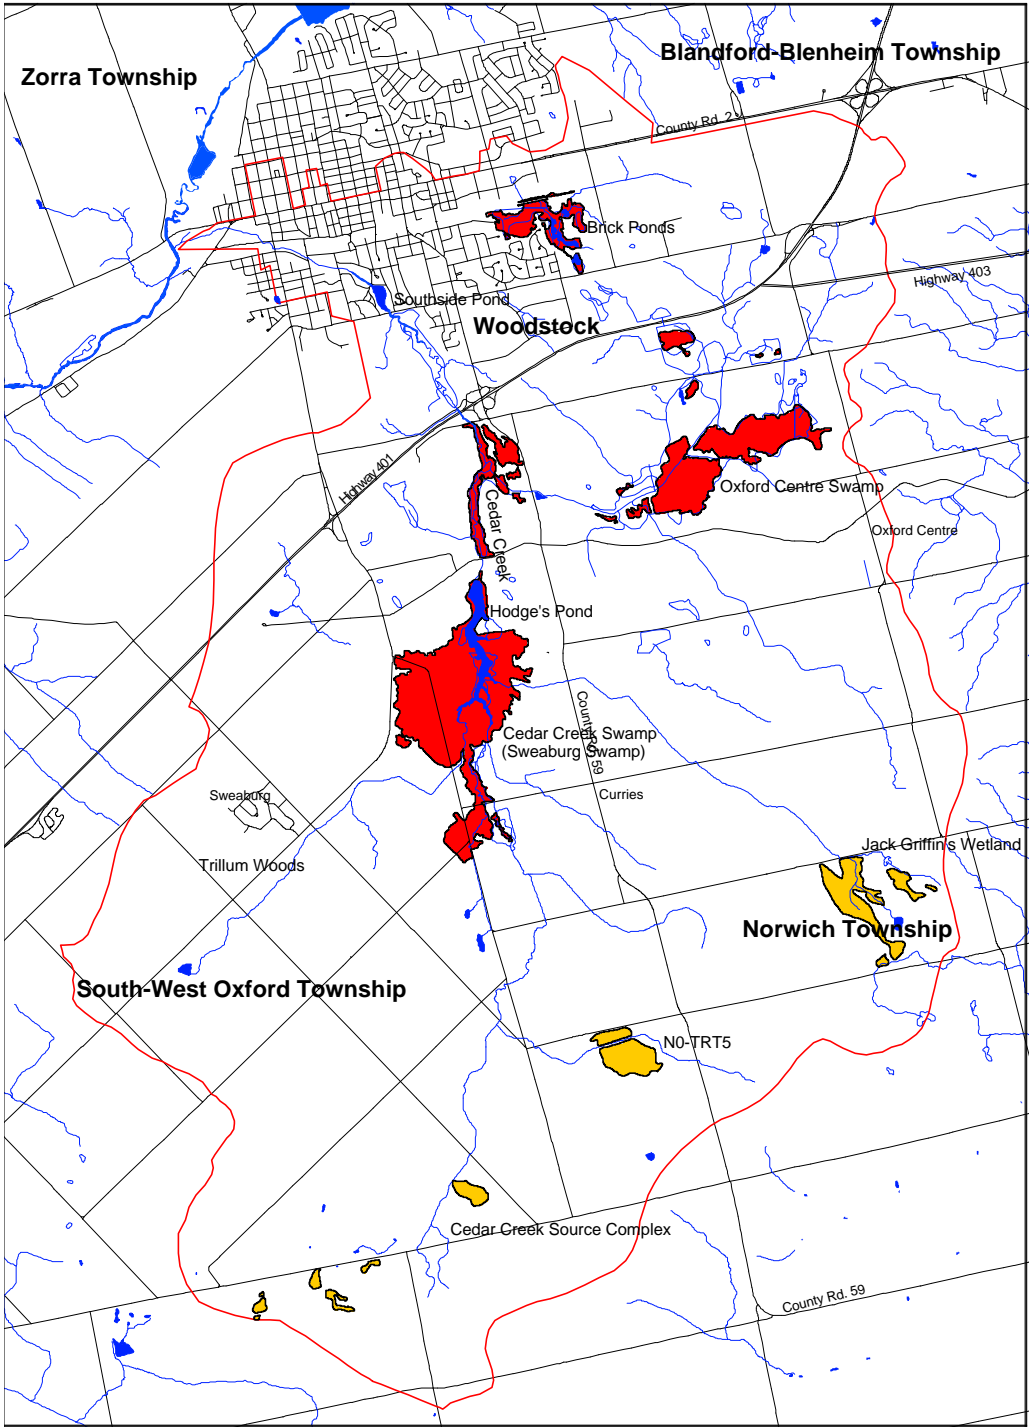 Blandford-Blenheim Township
Zorra Township
County Rd. 2
Brick Ponds
Highway 403
Southside Pond
Woodstock
Highway 401
Oxford Centre Swamp
Cedar Creek
Oxford Centre
Hodge's Pond
County Rd. 59
Cedar Creek Swamp
(Sweaburg Swamp)
Sweaburg
Curries
Jack Griffin's Wetland
Trillum Woods
Norwich Township
South-West Oxford Township
N0-TRT5
Cedar Creek Source Complex
County Rd. 59